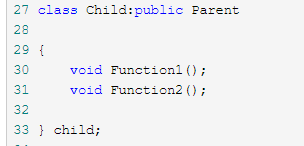 27 class Child:public Parent
28
29 {
30     void Function1();
31     void Function2();
32
33 } child;